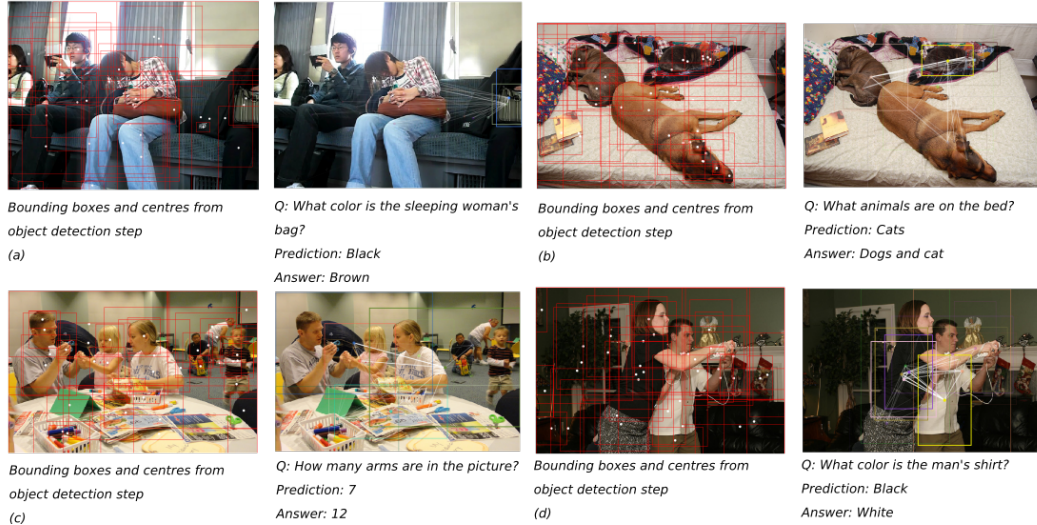 Bounding boxes and centres from
object detection step
(a)
Q: What color is the sleeping woman's
bag?
Prediction: Black
Answer: Brown
Bounding boxes and centres from
object detection step
(b)
Q: What animals are on the bed?
Prediction: Cats
Answer: Dogs and cat
Bounding boxes and centres from
object detection step
(c)
Q: How many arms are in the picture?
Prediction: 7
Answer: 12
Bounding boxes and centres from
object detection step
(d)
Q: What color is the man's shirt?
Prediction: Black
Answer: White